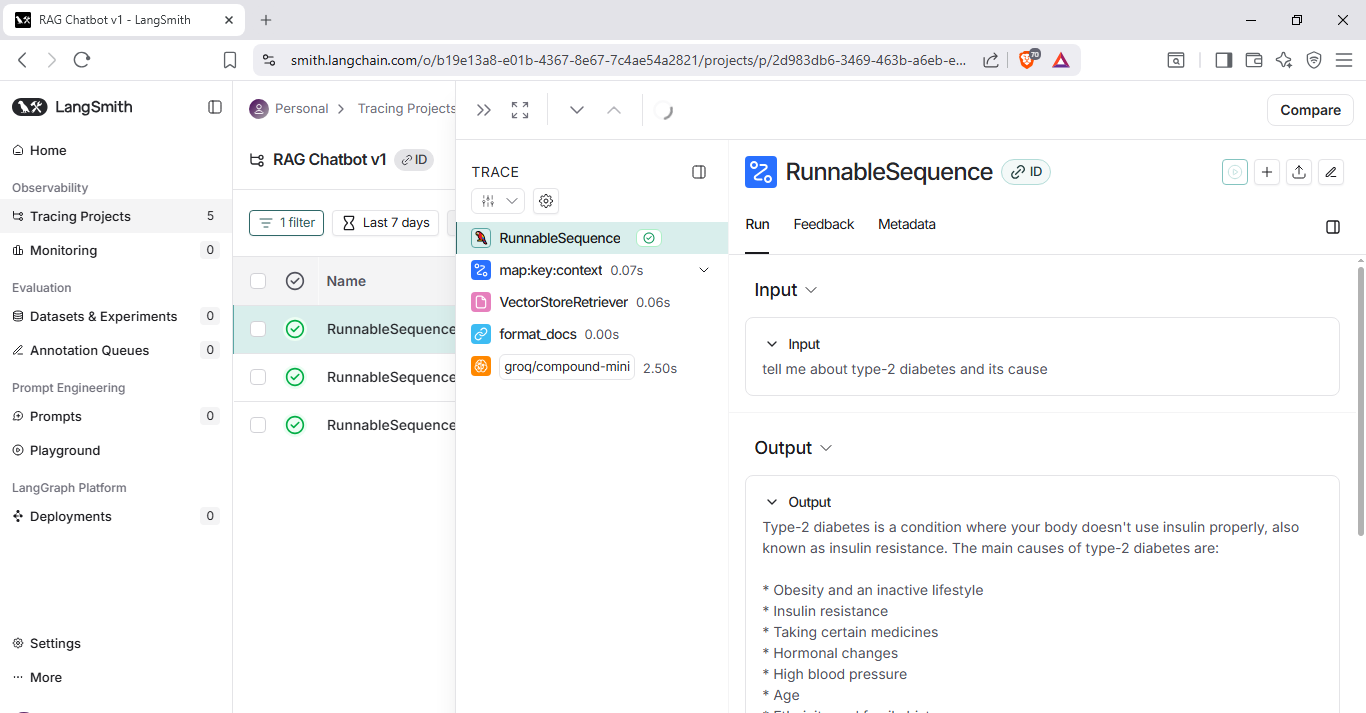 RAG Chatbot v1 - LangSmith
smith.langchain.com/o/b19e13a8-e01b-4367-8e67-7c4ae54a2821/projects/p/2d983db6-3469-463b-a6eb-e...
70
LangSmith
Home
Observability
Tracing Projects 5
Monitoring 0
Evaluation
Datasets & Experiments 0
Annotation Queues 0
Prompt Engineering
Prompts 0
Playground
LangGraph Platform
Deployments 0
Settings
More
Personal
Tracing Projects
RAG Chatbot v1 ID
1 filter
Last 7 days
Name
RunnableSequence
RunnableSequence
RunnableSequence
Compare
TRACE
RunnableSequence
map:key:context 0.07s
VectorStoreRetriever 0.06s
format_docs 0.00s
groq/compound-mini 2.50s
RunnableSequence ID
Run Feedback Metadata
Input
Input
tell me about type-2 diabetes and its cause
Output
Output
Type-2 diabetes is a condition where your body doesn't use insulin properly, also
known as insulin resistance. The main causes of type-2 diabetes are:
* Obesity and an inactive lifestyle
* Insulin resistance
* Taking certain medicines
* Hormonal changes
* High blood pressure
* Age